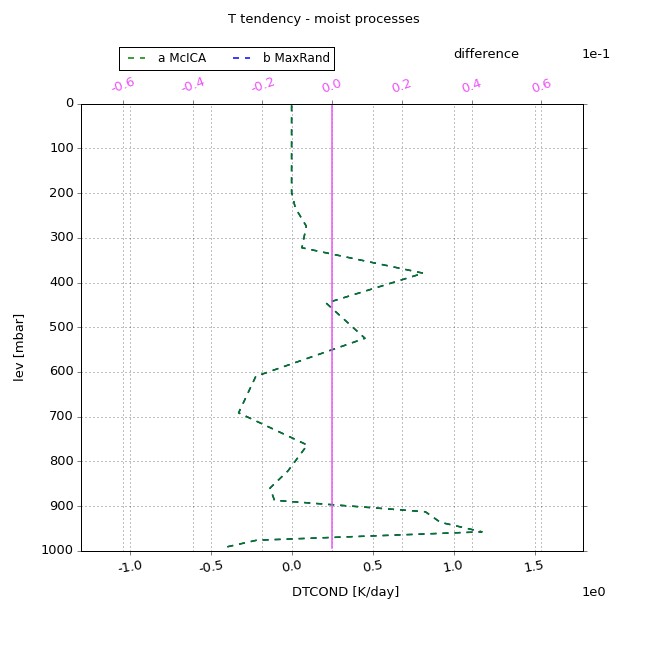 T tendency - moist processes
a McICA b MaxRand difference 1e-1
-0.6 -0.4 -0.2 0.0 0.2 0.4 0.6
0
100
200
300
400
500
600
700
800
900
1000
lev [mbar]
-1.0 -0.5 0.0 0.5 1.0 1.5
DTCOND [K/day] 1e0